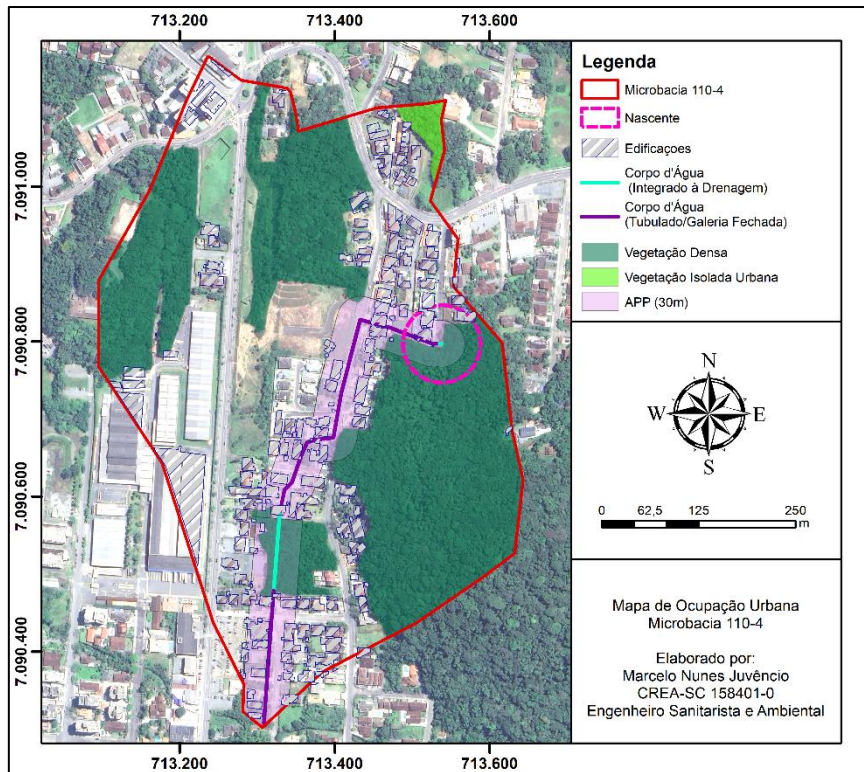 713.200
713.400
713.600
7.091.000
7.090.800
7.090.600
7.090.400
713.200
713.400
713.600
Legenda
Microbacia 110-4
Nascente
Edificaçoes
Corpo d'Água
(Integrado à Drenagem)
Corpo d'Água
(Tubulado/Galeria Fechada)
Vegetação Densa
Vegetação Isolada Urbana
APP (30m)
N
W
E
S
0
62,5
125
250
m
Mapa de Ocupação Urbana
Microbacia 110-4
Elaborado por:
Marcelo Nunes Juvêncio
CREA-SC 158401-0
Engenheiro Sanitarista e Ambiental